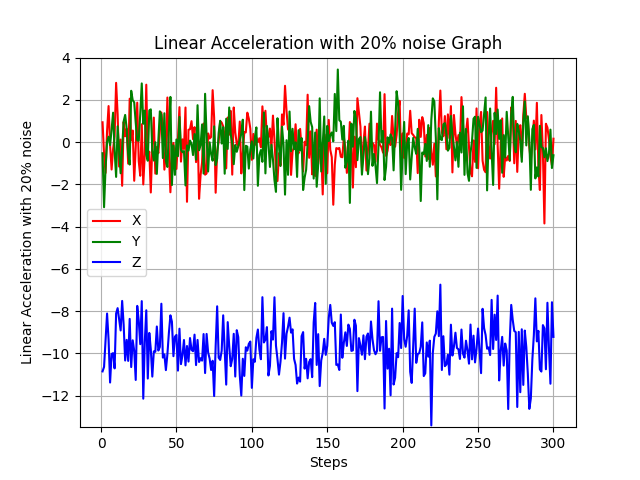 Linear Acceleration with 20% noise Graph
Linear Acceleration with 20% noise
4
2
0
−2
−4
−6
−8
−10
−12
X
Y
Z
0 50 100 150 200 250 300
Steps